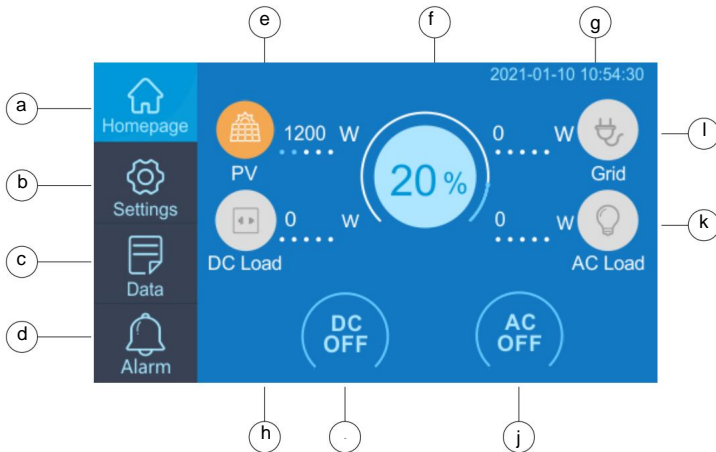 e
f
g
2021-01-10 10:54:30
a
Homepage
1200 W
0 W
l
PV
20 %
Grid
b
Settings
0 W
0 W
k
DC Load
AC Load
c
Data
DC
OFF
AC
OFF
d
Alarm
h
j